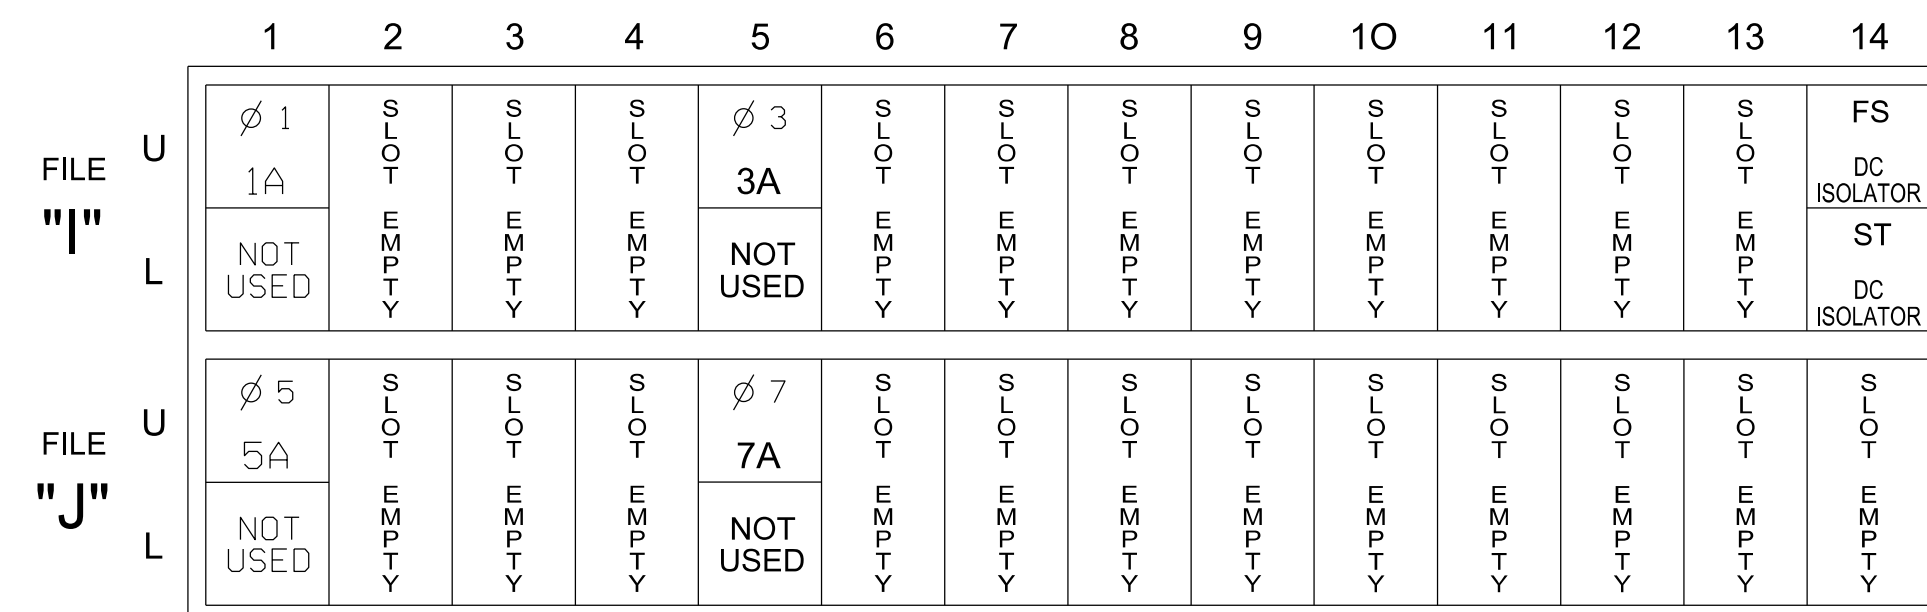 1 2 3 4 5 6 7 8 9 10 11 12 13 14
FILE "I"
U
L
Ø 1
1A
NOT
USED
SLOT EMPTY
SLOT EMPTY
SLOT EMPTY
Ø 3
3A
NOT
USED
SLOT EMPTY
SLOT EMPTY
SLOT EMPTY
SLOT EMPTY
SLOT EMPTY
SLOT EMPTY
SLOT EMPTY
SLOT EMPTY
FS
DC
ISOLATOR
ST
DC
ISOLATOR
FILE "J"
U
L
Ø 5
5A
NOT
USED
SLOT EMPTY
SLOT EMPTY
SLOT EMPTY
Ø 7
7A
NOT
USED
SLOT EMPTY
SLOT EMPTY
SLOT EMPTY
SLOT EMPTY
SLOT EMPTY
SLOT EMPTY
SLOT EMPTY
SLOT EMPTY
SLOT EMPTY